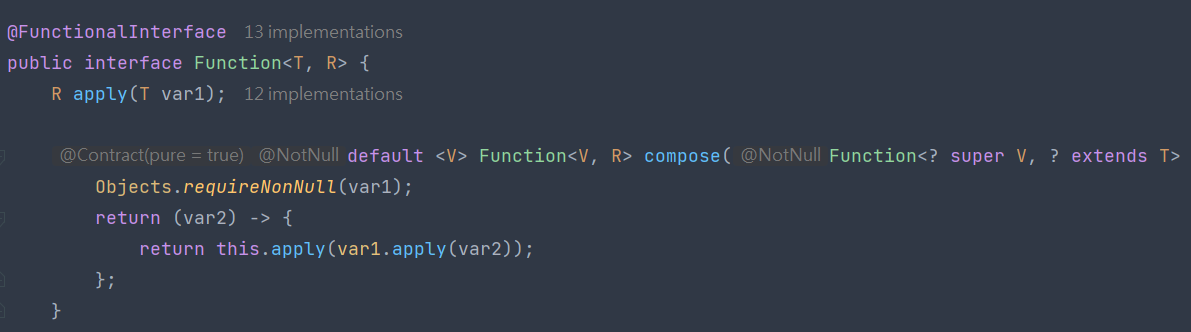 @FunctionalInterface 13 implementations
public interface Function<T, R> {
R apply(T var1); 12 implementations
@Contract(pure = true) @NotNull default <V> Function<V, R> compose( @NotNull Function<? super V, ? extends T>
Objects.requireNonNull(var1);
return (var2) -> {
return this.apply(var1.apply(var2));
};
}